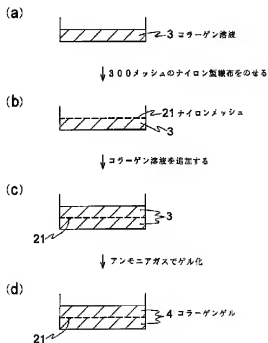 (a)
3 コラーゲン溶液
300メッシュのナイロン製織布をのせる
(b)
21 ナイロンメッシュ
3
コラーゲン溶液を追加する
(c)
3
21
アンモニアガスでゲル化
(d)
4 コラーゲンゲル
21